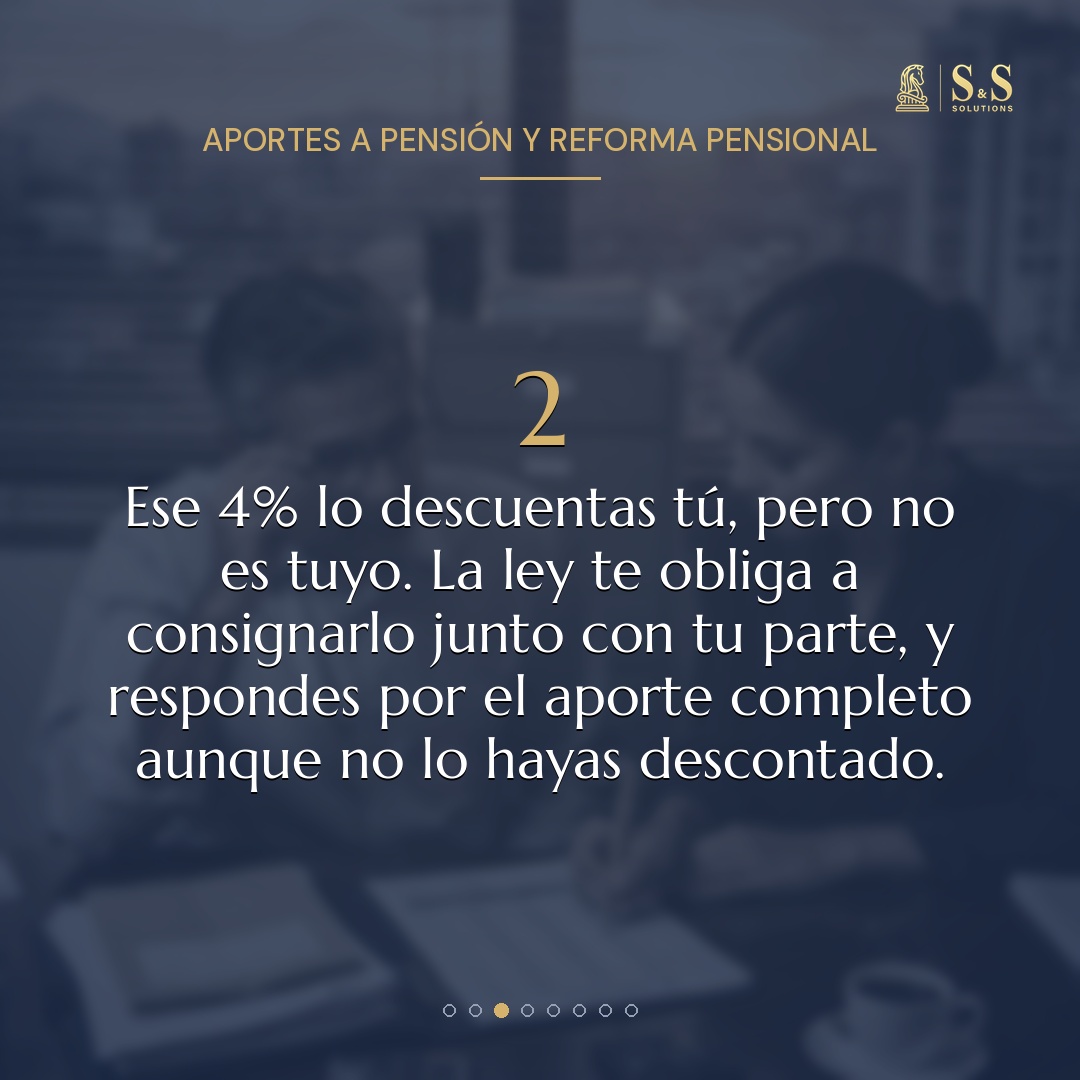 S&S
SOLUTIONS
APORTES A PENSIÓN Y REFORMA PENSIONAL
2
Ese 4% lo descuentas tú, pero no
es tuyo. La ley te obliga a
consignarlo junto con tu parte, y
respondes por el aporte completo
aunque no lo hayas descontado.